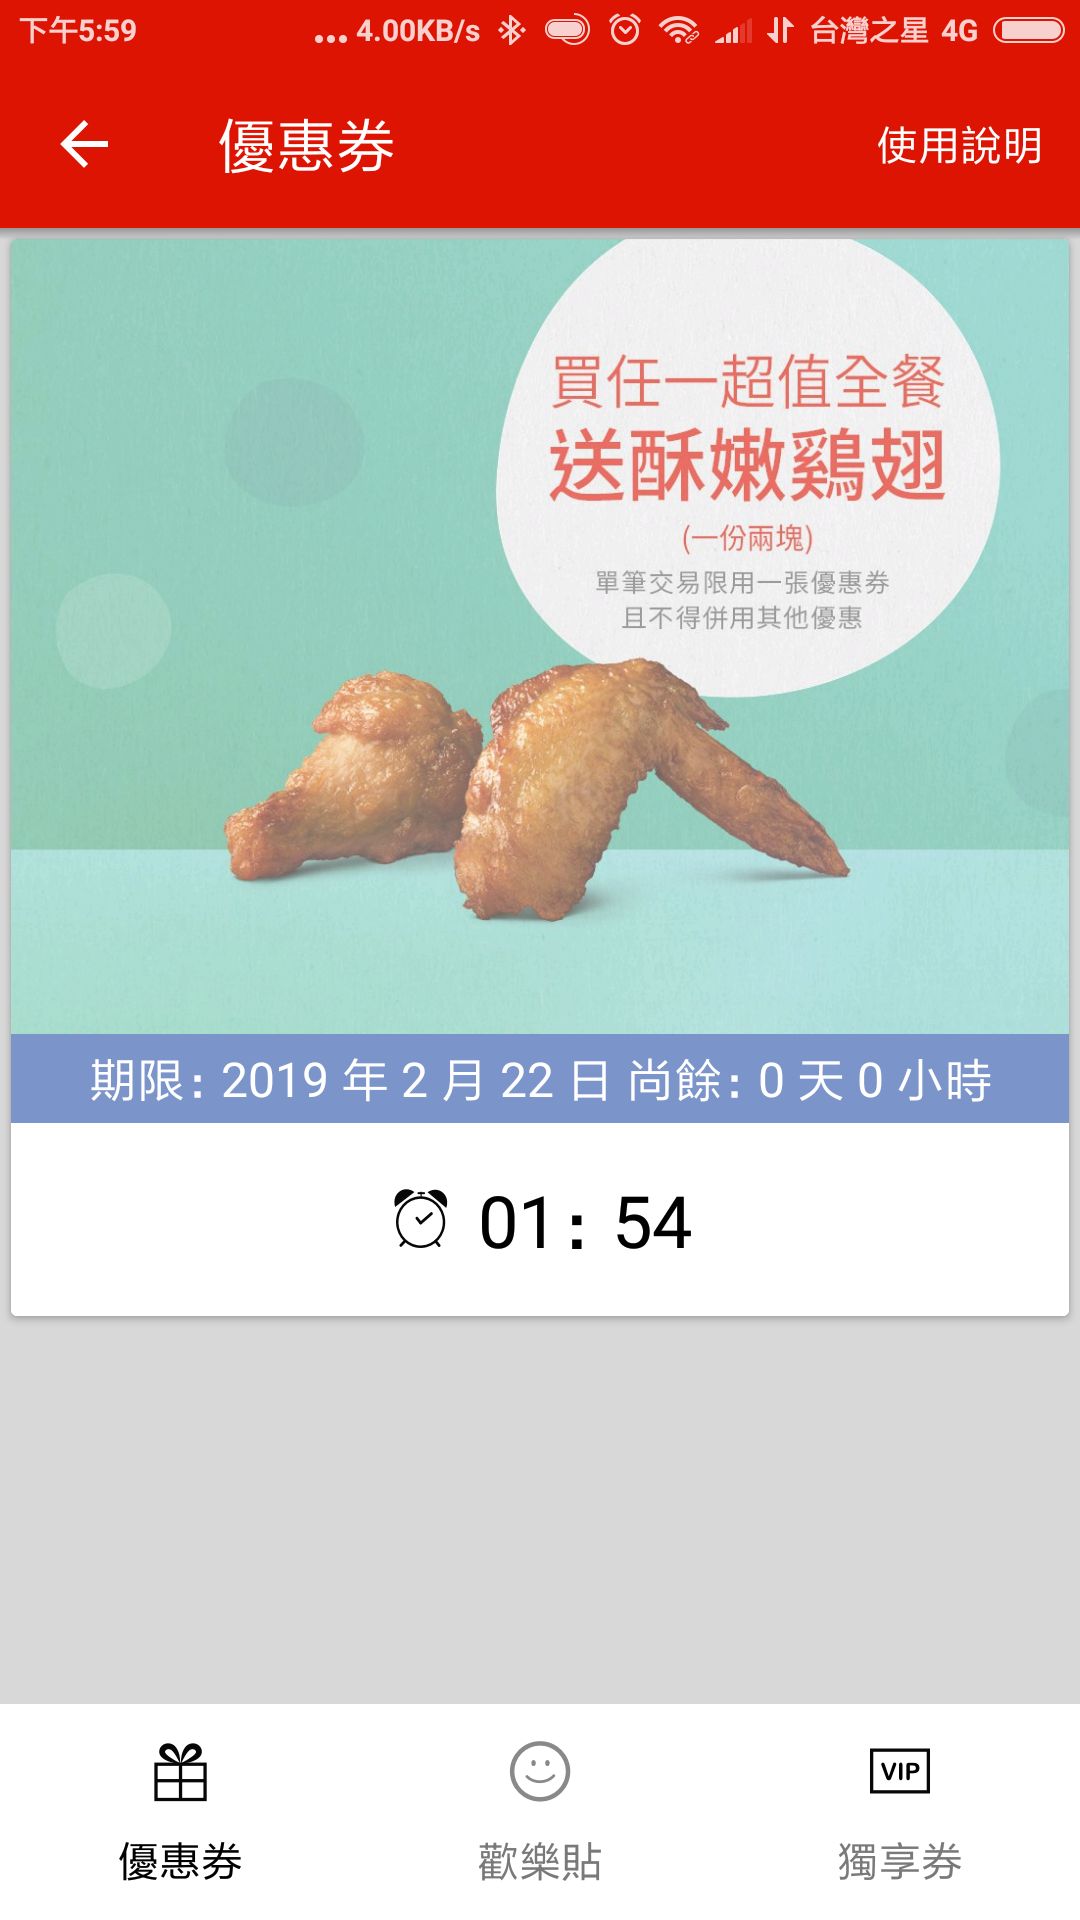 下午5:59
... 4.00KB/s 台灣之星 4G
優惠券
使用說明
買任一超值全餐
送酥嫩鷄翅
(一份兩塊)
單筆交易限用一張優惠券
且不得併用其他優惠
期限: 2019 年 2 月 22 日 尚餘: 0 天 0 小時
01: 54
VIP
優惠券 歡樂貼 獨享券